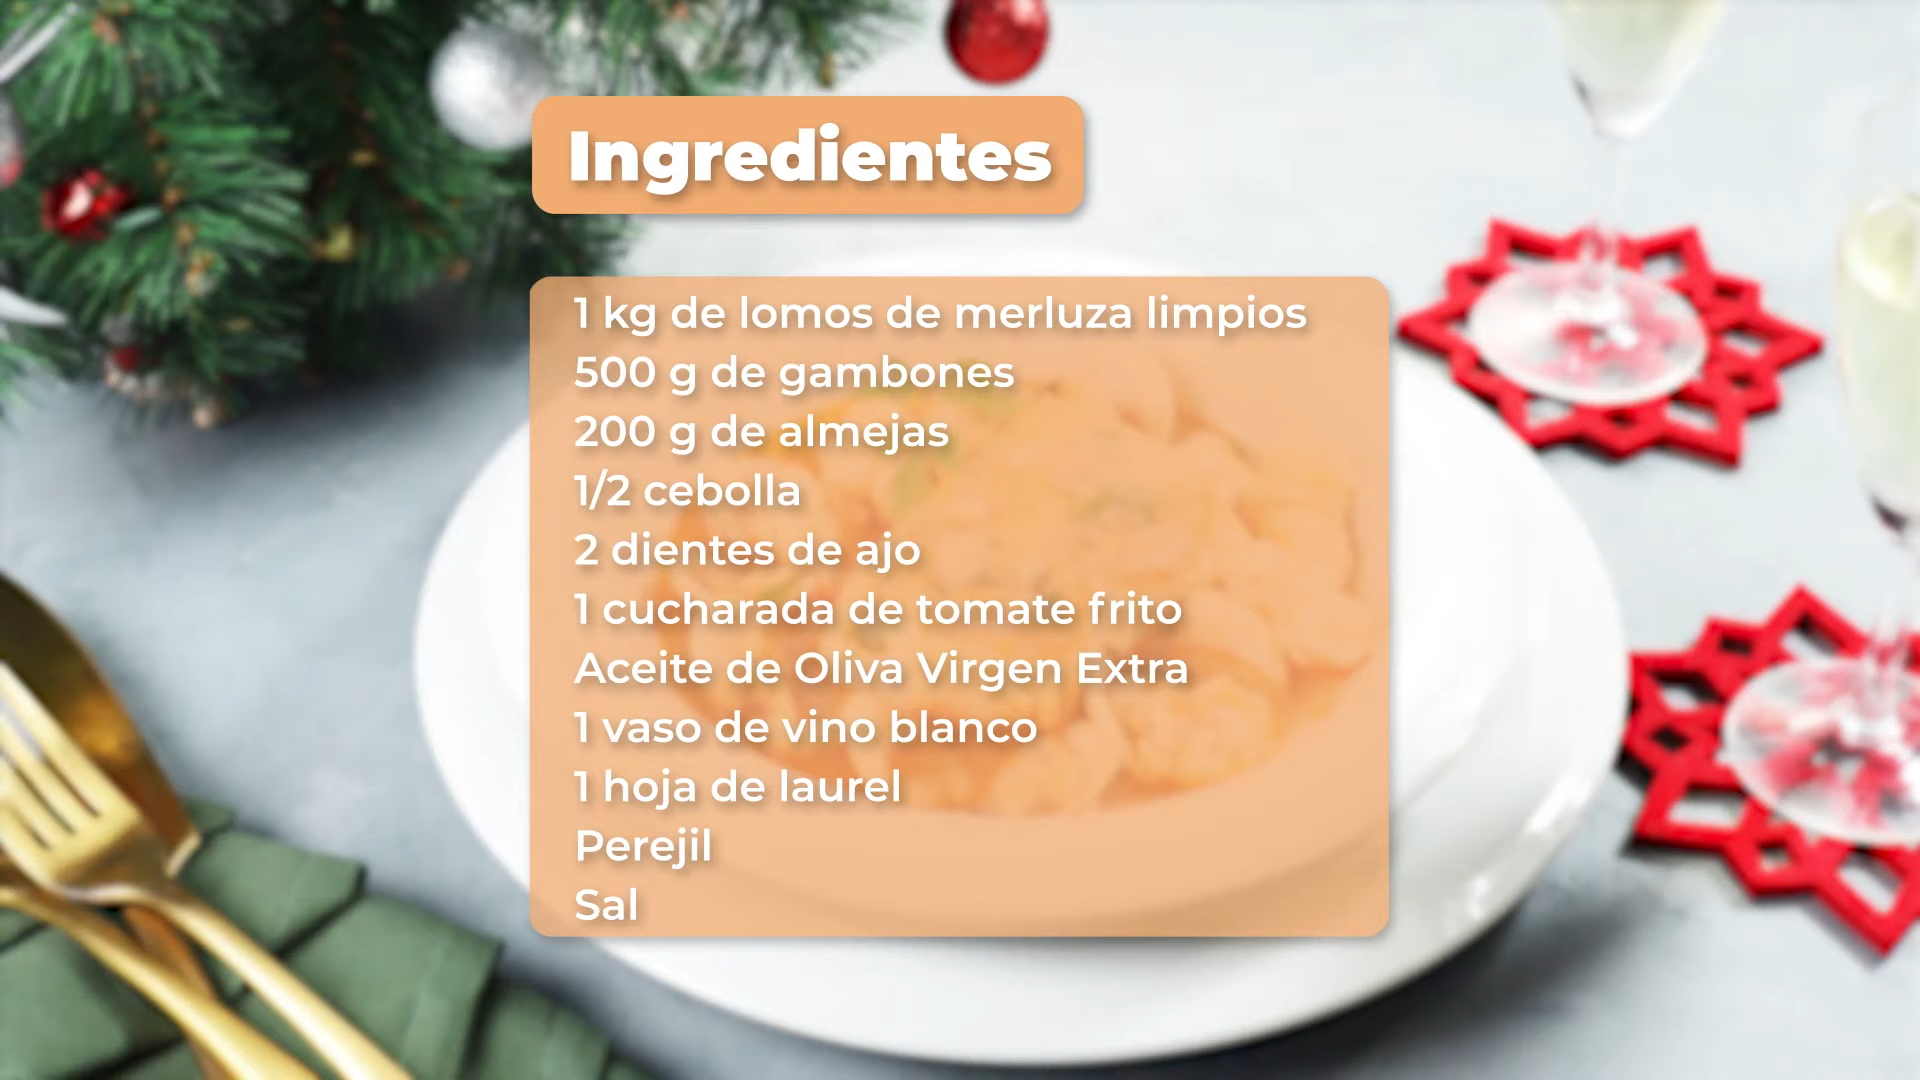 Ingredientes
1 kg de lomos de merluza limpios
500 g de gambones
200 g de almejas
1/2 cebolla
2 dientes de ajo
1 cucharada de tomate frito
Aceite de Oliva Virgen Extra
1 vaso de vino blanco
1 hoja de laurel
Perejil
Sal